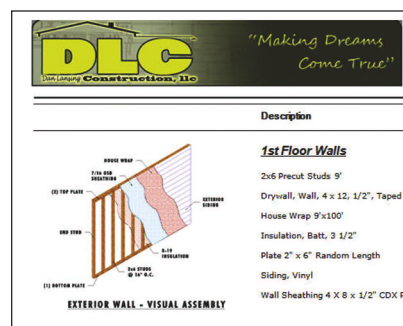 DLC
Dan Lansing Construction, llc
"Making Dreams
Come True"
Description
1st Floor Walls
2x6 Precut Studs 9'
Drywall, Wall, 4 x 12, 1/2", Taped
House Wrap 9'x100'
Insulation, Batt, 3 1/2"
Plate 2" x 6" Random Length
Siding, Vinyl
Wall Sheathing 4 X 8 x 1/2" CDX P
HOUSE WRAP
7/16 OSB
SHEATHING
(2) TOP PLATE
EXTERIOR
SIDING
END STUD
R-19
INSULATION
2x6 STUDS
@ 16" O.C.
(1) BOTTOM PLATE
EXTERIOR WALL - VISUAL ASSEMBLY